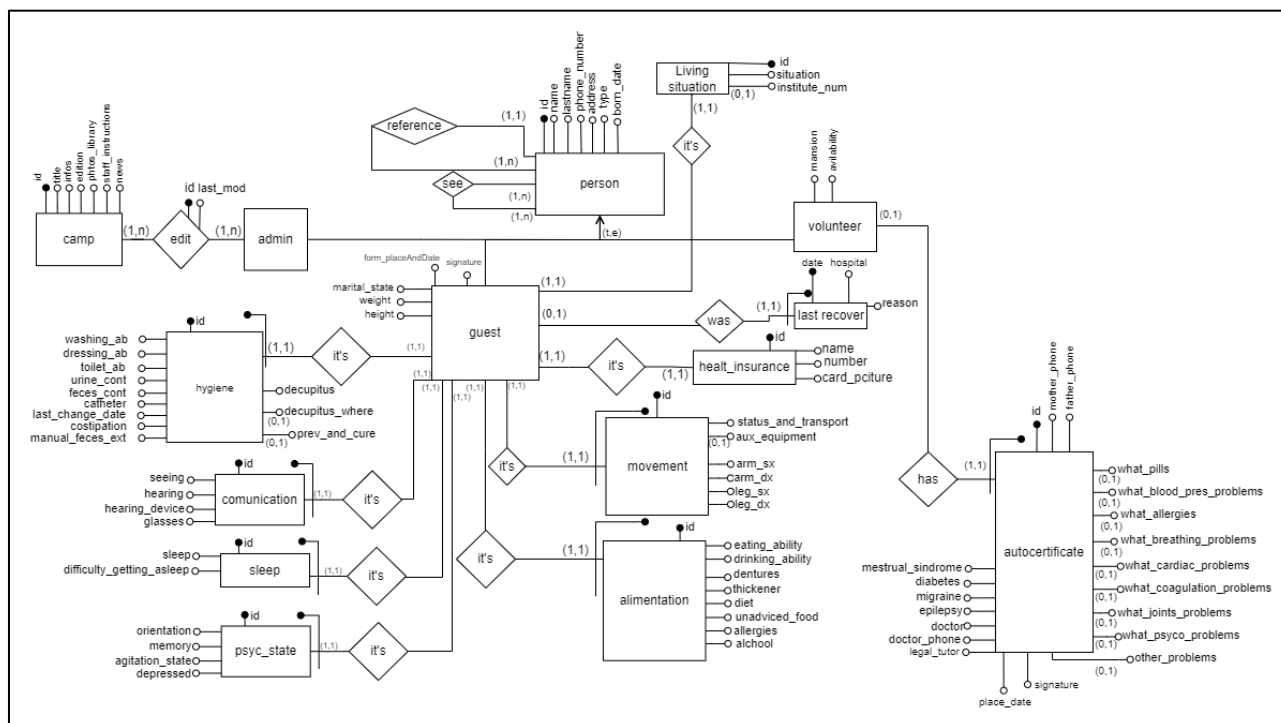 id
title
infos
edition
phtos_library
staff_instructions
news
camp
(1,n)
id
last_mod
edit
(1,n)
admin
reference
(1,1)
(1,n)
see
(1,n)
(1,n)
id
name
lastname
phone_number
address
type
born_date
person
(t,e)
Living
situation
id
situation
institute_num
(0,1)
(1,1)
it's
mansion
avilability
volunteer
(0,1)
form_placeAndDate
signature
marital_state
weight
height
guest
(1,1)
(0,1)
(1,1)
was
(1,1)
date
hospital
reason
last recover
it's
(1,1)
id
healt_insurance
name
number
card_pciture
washing_ab
dressing_ab
toilet_ab
urine_cont
feces_cont
catheter
last_change_date
costipation
manual_feces_ext
id
hygiene
(1,1)
decupitus
decupitus_where
(0,1)
prev_and_cure
(0,1)
it's
(1,1)
(1,1)
(1,1)
(1,1)
(1,1)
(1,1)
seeing
hearing
hearing_device
glasses
id
comunication
(1,1)
it's
sleep
difficulty_getting_asleep
id
sleep
(1,1)
it's
orientation
memory
agitation_state
depressed
id
psyc_state
(1,1)
it's
it's
(1,1)
id
movement
status_and_transport
aux_equipment
(0,1)
arm_sx
arm_dx
leg_sx
leg_dx
it's
(1,1)
id
alimentation
eating_ability
drinking_ability
dentures
thickener
diet
unadviced_food
allergies
alchool
has
(1,1)
id
mother_phone
father_phone
autocertificate
what_pills
(0,1)
what_blood_pres_problems
(0,1)
what_allergies
(0,1)
what_breathing_problems
(0,1)
what_cardiac_problems
(0,1)
what_coagulation_problems
(0,1)
what_joints_problems
(0,1)
what_psyco_problems
(0,1)
other_problems
(0,1)
mestrual_sindrome
diabetes
migraine
epilepsy
doctor
doctor_phone
legal_tutor
place_date
signature